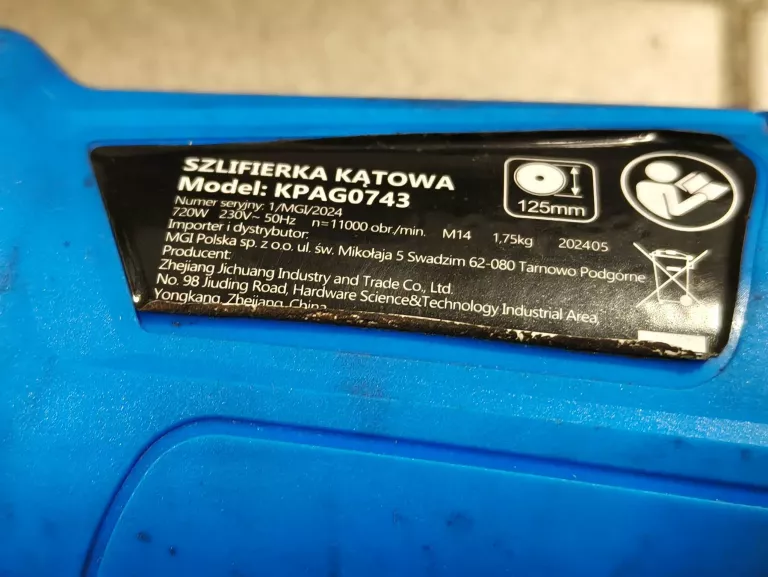 SZLIFIERKA KĄTOWA
Model: KPAG0743
Numer seryjny: 1/MGI/2024
720W 230V~ 50Hz n=11000 obr./min. M14 1,75kg 202405
Importer i dystrybutor:
MGI Polska sp. z o.o. ul. św. Mikołaja 5 Swadzim 62-080 Tarnowo Podgórne
Producent:
Zhejiang Jichuang Industry and Trade Co., Ltd.
No. 98 Jiuding Road, Hardware Science&Technology Industrial Area,
Yongkang, Zhejiang, China
125mm